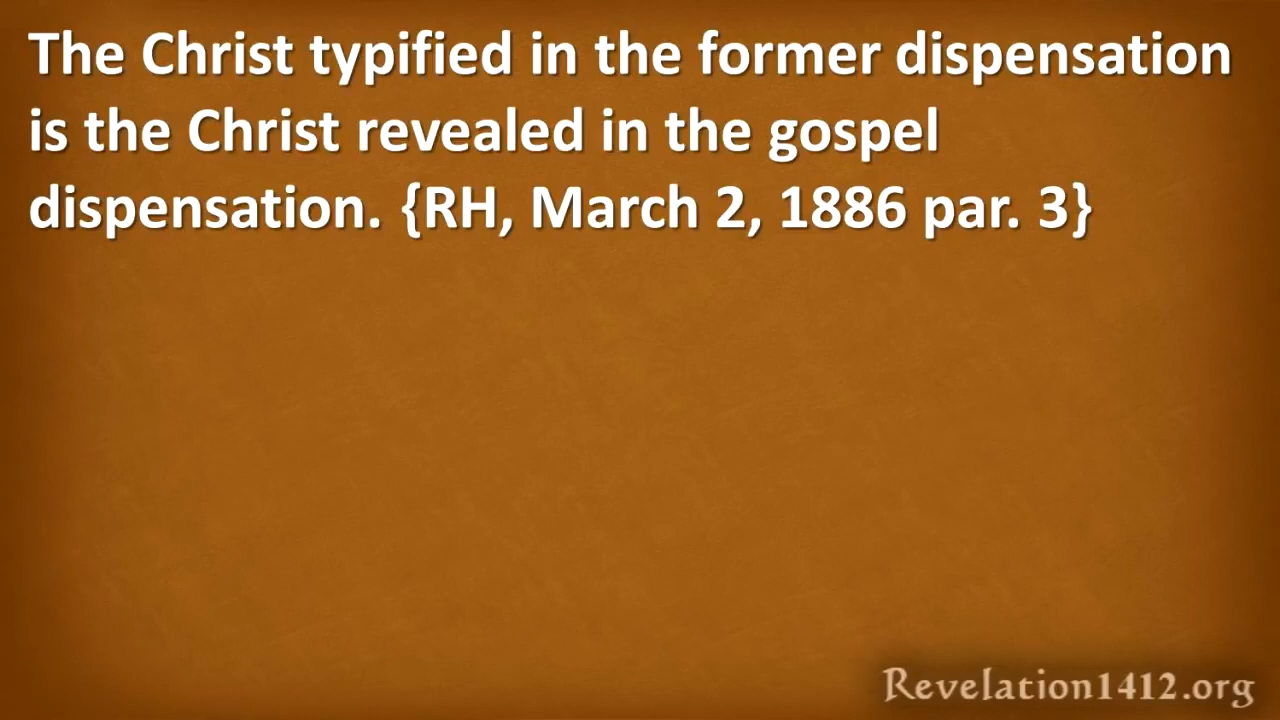 The Christ typified in the former dispensation
is the Christ revealed in the gospel
dispensation. {RH, March 2, 1886 par. 3}
Revelation1412.org